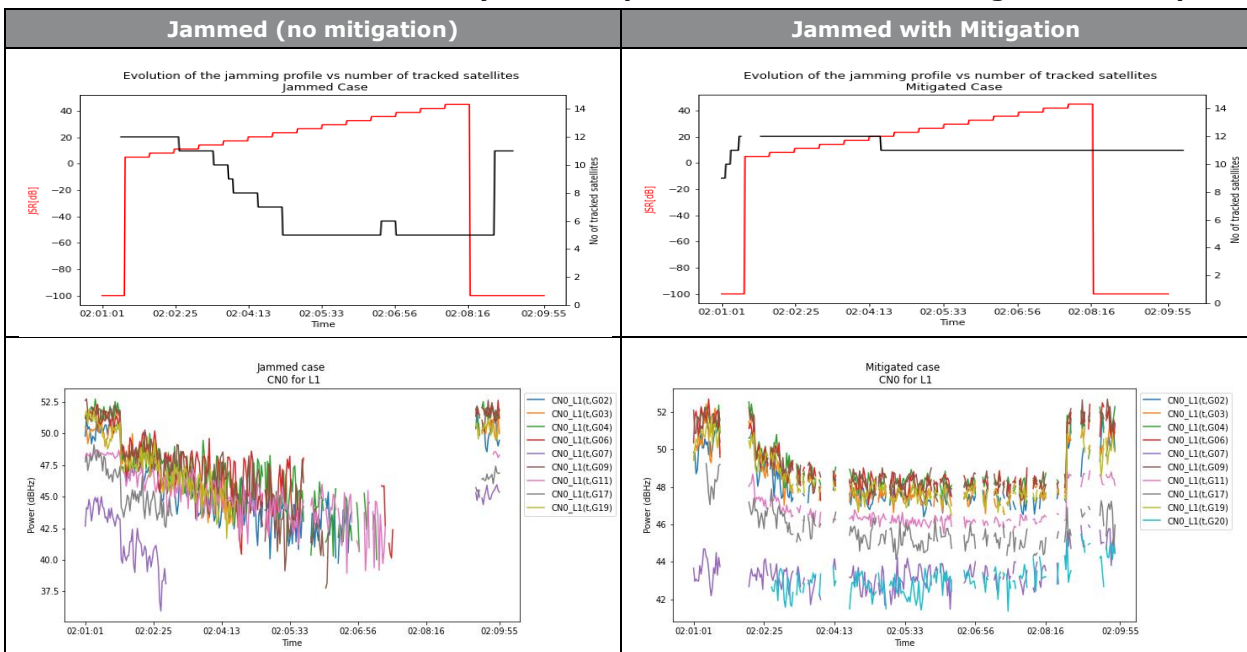 Jammed (no mitigation)
Jammed with Mitigation
Evolution of the jamming profile vs number of tracked satellites
Jammed Case
40
20
0
−20
−40
−60
−80
−100
JSR[dB]
14
12
10
8
6
4
2
0
No of tracked satellites
02:01:01 02:02:25 02:04:13 02:05:33 02:06:56 02:08:16 02:09:55
Time
Evolution of the jamming profile vs number of tracked satellites
Mitigated Case
40
20
0
−20
−40
−60
−80
−100
JSR[dB]
14
12
10
8
6
4
2
0
No of tracked satellites
02:01:01 02:02:25 02:04:13 02:05:33 02:06:56 02:08:16 02:09:55
Time
Jammed case
CN0 for L1
52.5
50.0
47.5
45.0
42.5
40.0
37.5
Power (dBHz)
CN0_L1(t,G02)
CN0_L1(t,G03)
CN0_L1(t,G04)
CN0_L1(t,G06)
CN0_L1(t,G07)
CN0_L1(t,G09)
CN0_L1(t,G11)
CN0_L1(t,G17)
CN0_L1(t,G19)
02:01:01 02:02:25 02:04:13 02:05:33 02:06:56 02:08:16 02:09:55
Time
Mitigated case
CN0 for L1
52
50
48
46
44
42
Power (dBHz)
CN0_L1(t,G02)
CN0_L1(t,G03)
CN0_L1(t,G04)
CN0_L1(t,G06)
CN0_L1(t,G07)
CN0_L1(t,G09)
CN0_L1(t,G11)
CN0_L1(t,G17)
CN0_L1(t,G19)
CN0_L1(t,G20)
02:01:01 02:02:25 02:04:13 02:05:33 02:06:56 02:08:16 02:09:55
Time